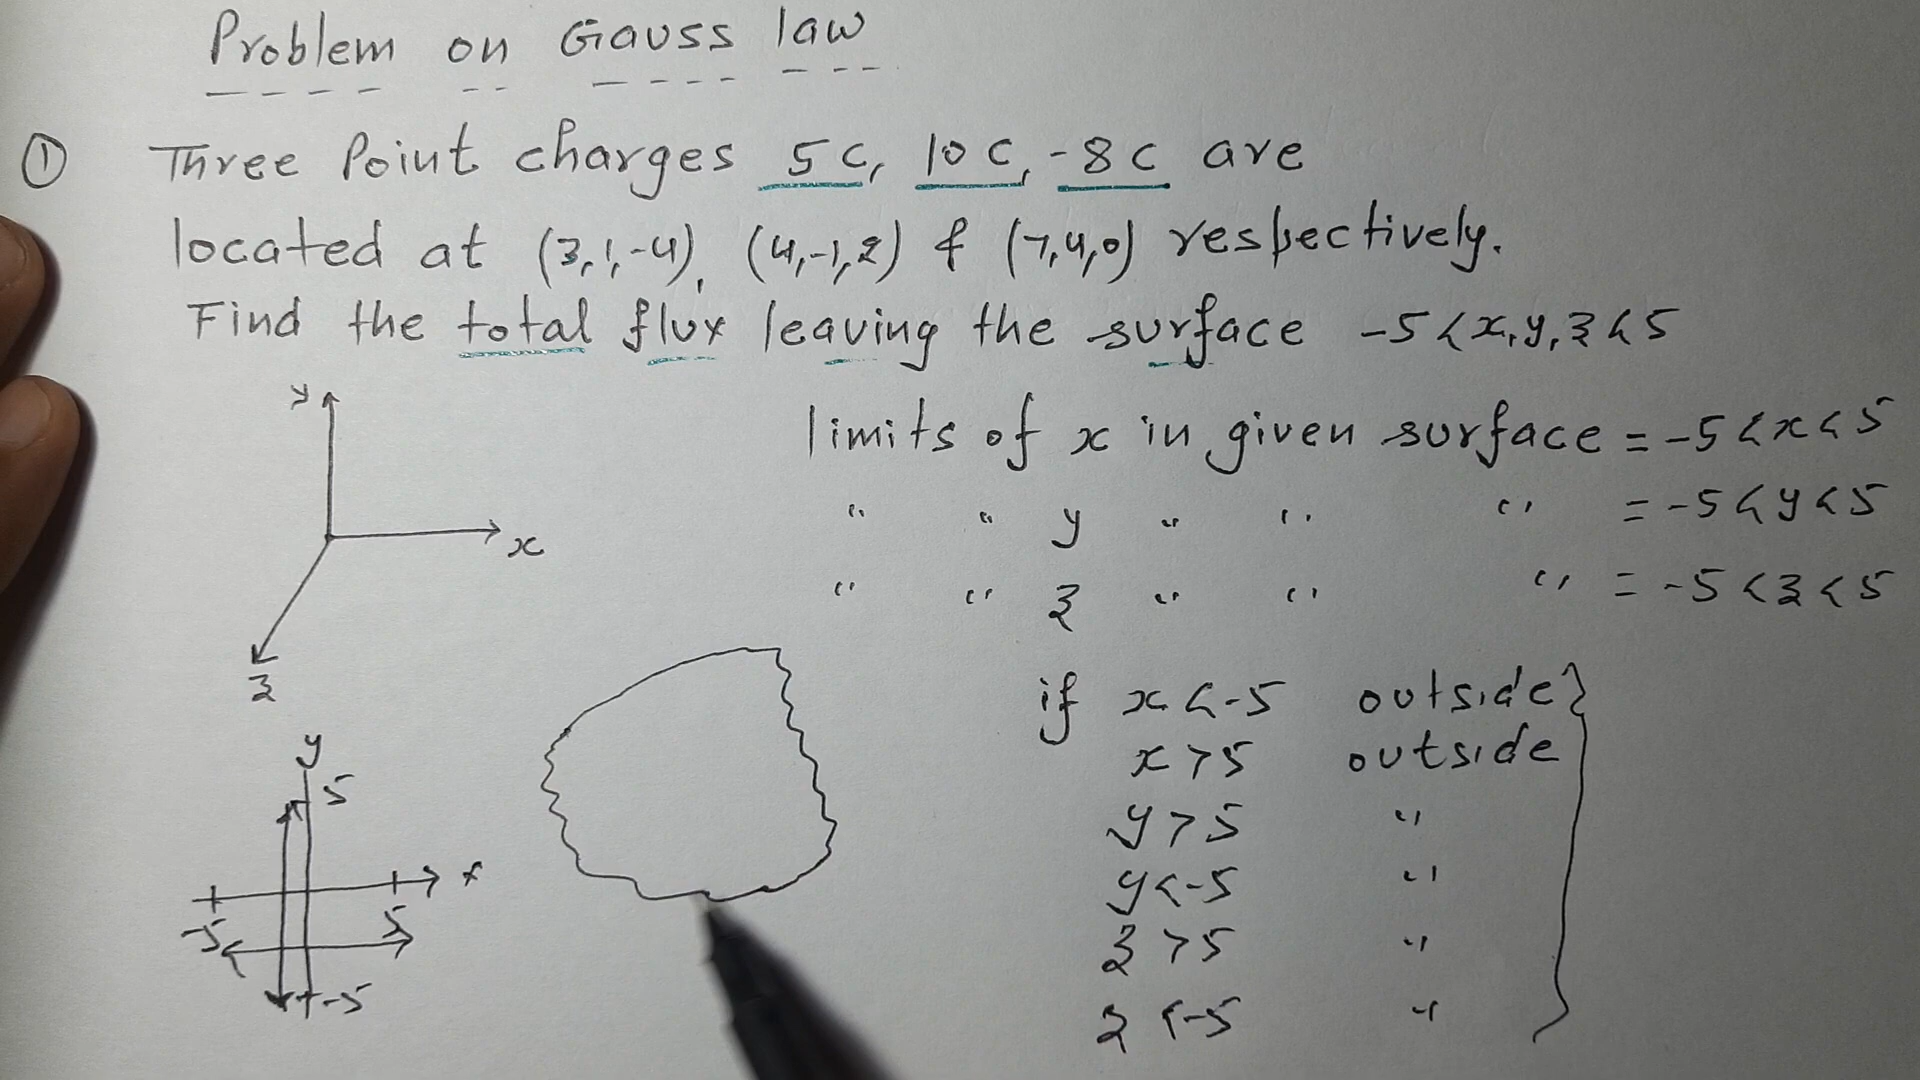 Problem on Gauss law
① Three Point charges 5C, 10C, -8C are
located at (3,1,-4), (4,-1,2) & (7,4,0) respectively.
Find the total flux leaving the surface -5<x,y,z<5
limits of x in given surface = -5<x<5
" " y " " " = -5<y<5
" " z " " " = -5<z<5
if x<-5 outside
x>5 outside
y>5 "
y<-5 "
z>5 "
z<-5 "
y
x
z
y
5
x
-5
5
-5